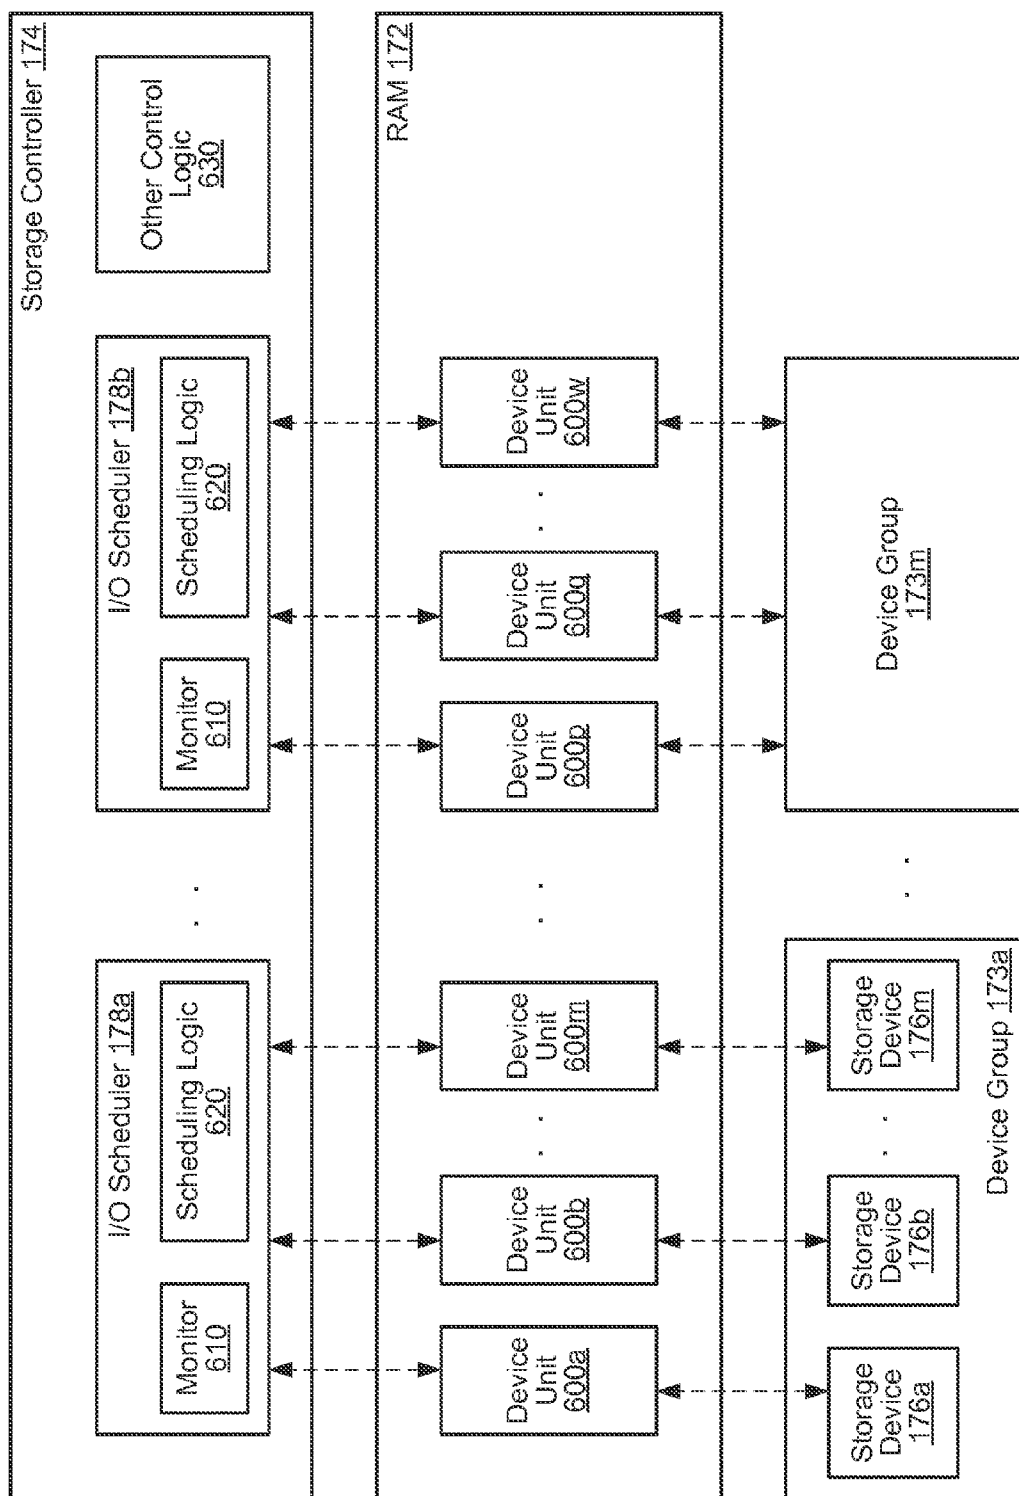 Storage Controller 174
I/O Scheduler 178a
Monitor
610
Scheduling Logic
620
. .
I/O Scheduler 178b
Monitor
610
Scheduling Logic
620
Other Control
Logic
630
RAM 172
Device
Unit
600a
Device
Unit
600b
. .
Device
Unit
600m
. .
Device
Unit
600p
Device
Unit
600q
. .
Device
Unit
600w
Storage
Device
176a
Storage
Device
176b
. .
Storage
Device
176m
Device Group 173a
. .
Device Group
173m